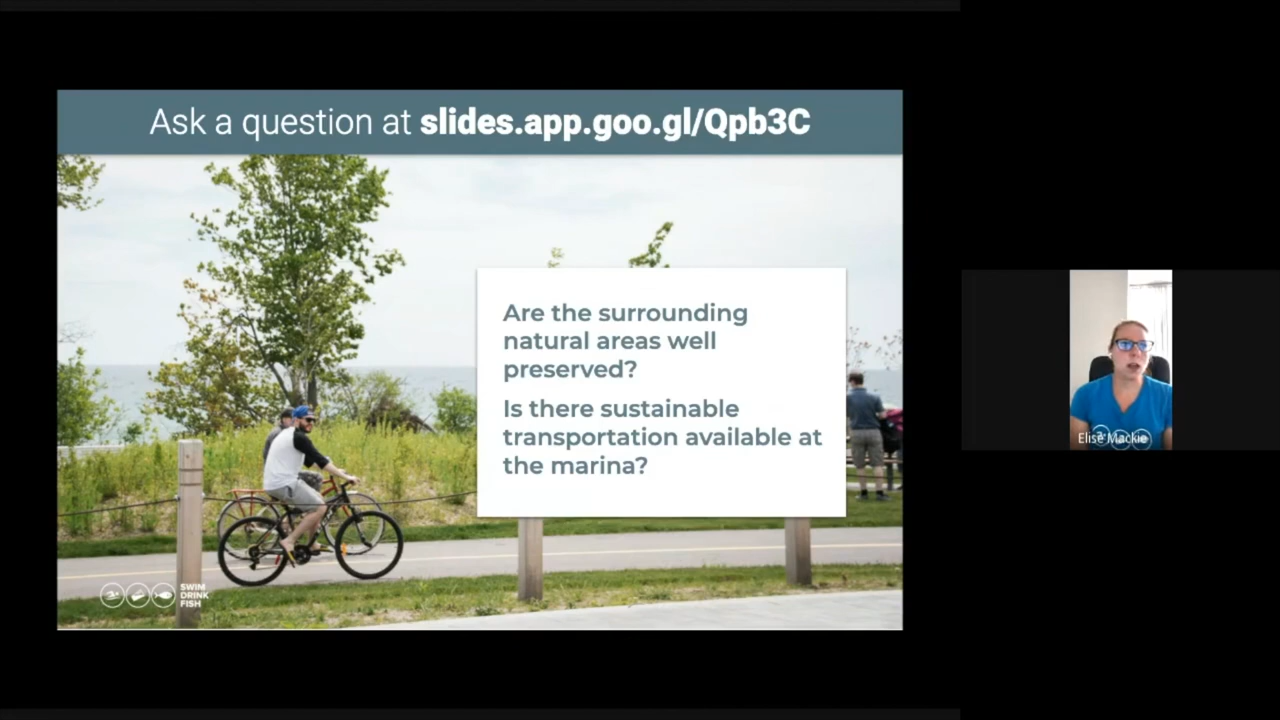 Ask a question at slides.app.goo.gl/Qpb3C
Are the surrounding
natural areas well
preserved?
Is there sustainable
transportation available at
the marina?
SWIM
DRINK
FISH
Elise Mackie